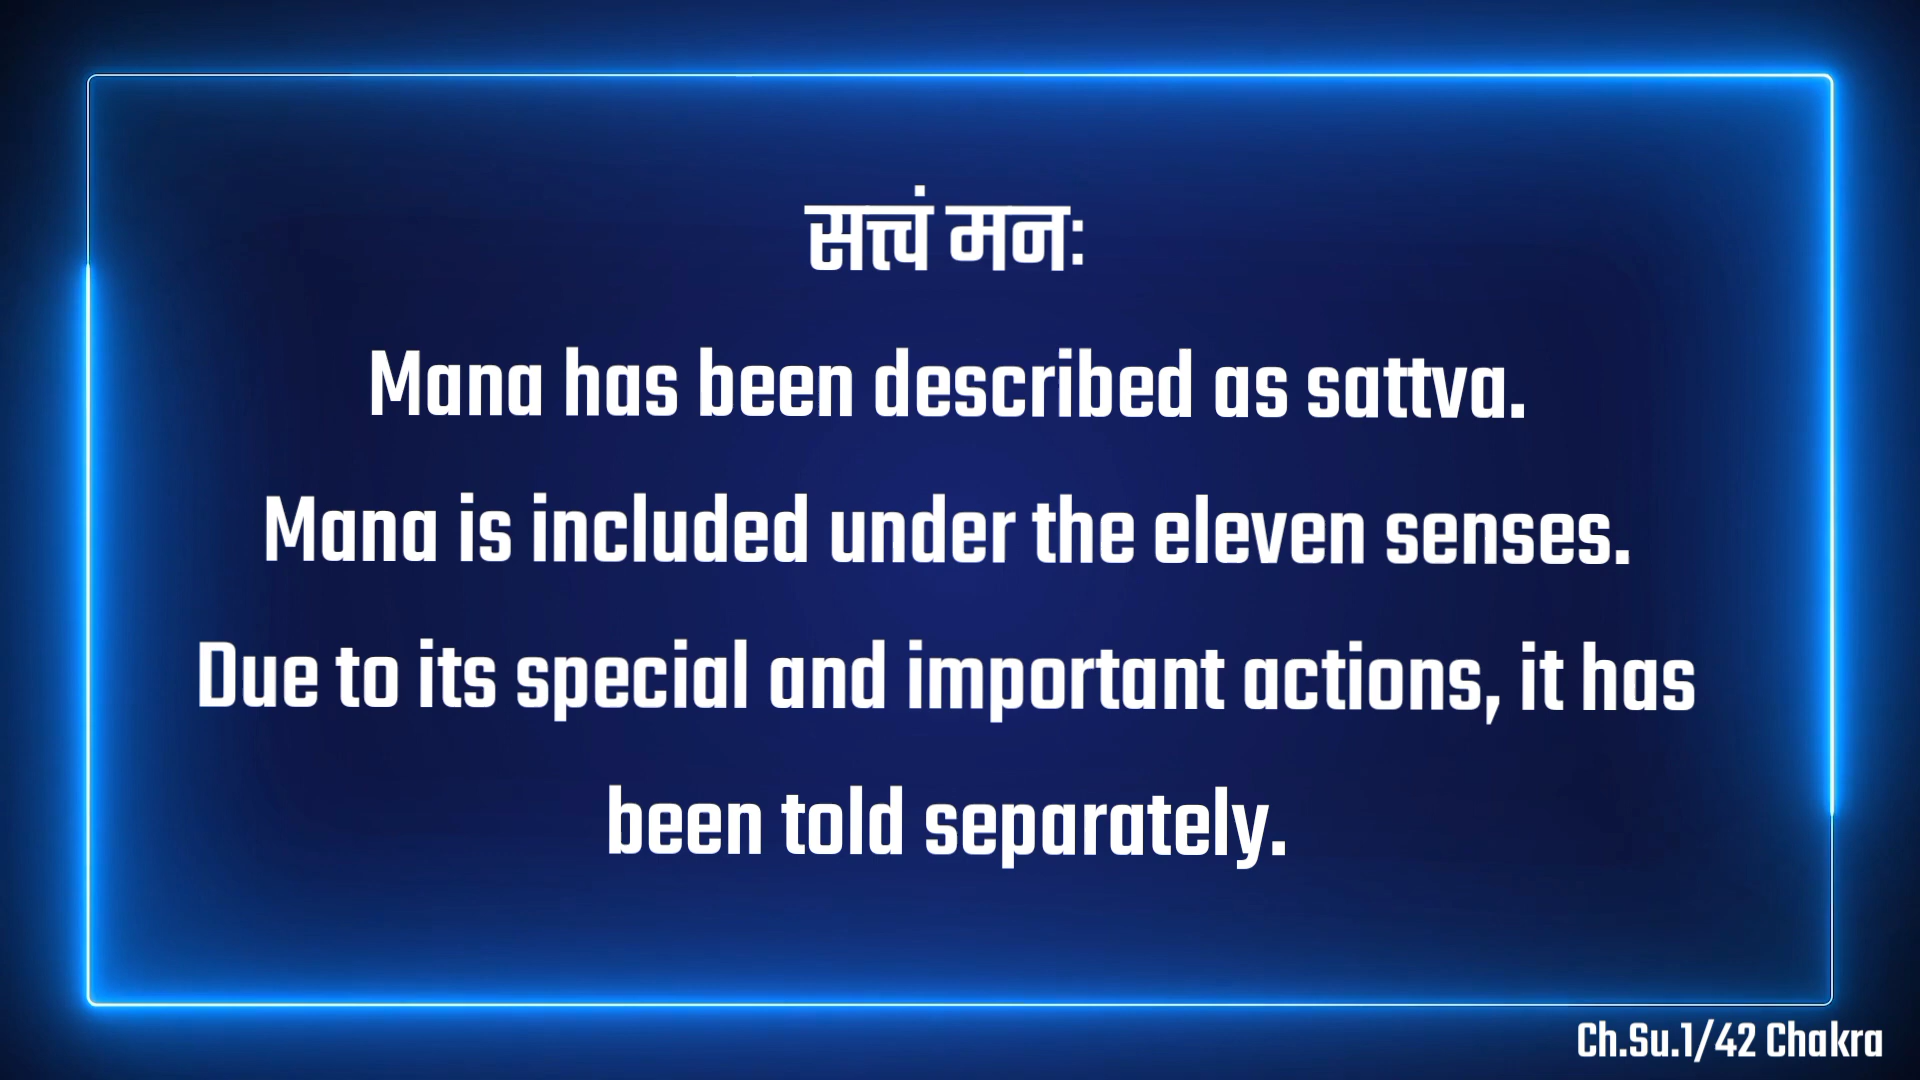 सत्त्वं मनः
Mana has been described as sattva.
Mana is included under the eleven senses.
Due to its special and important actions, it has
been told separately.
Ch.Su.1/42 Chakra